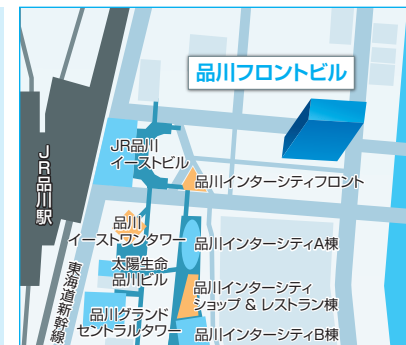 品川フロントビル
JR品川
イーストビル
JR品川駅
品川インターシティフロント
品川
イーストワンタワー
品川インターシティA棟
太陽生命
品川ビル
東海道新幹線
品川インターシティ
ショップ & レストラン棟
品川グランド
セントラルタワー
品川インターシティB棟